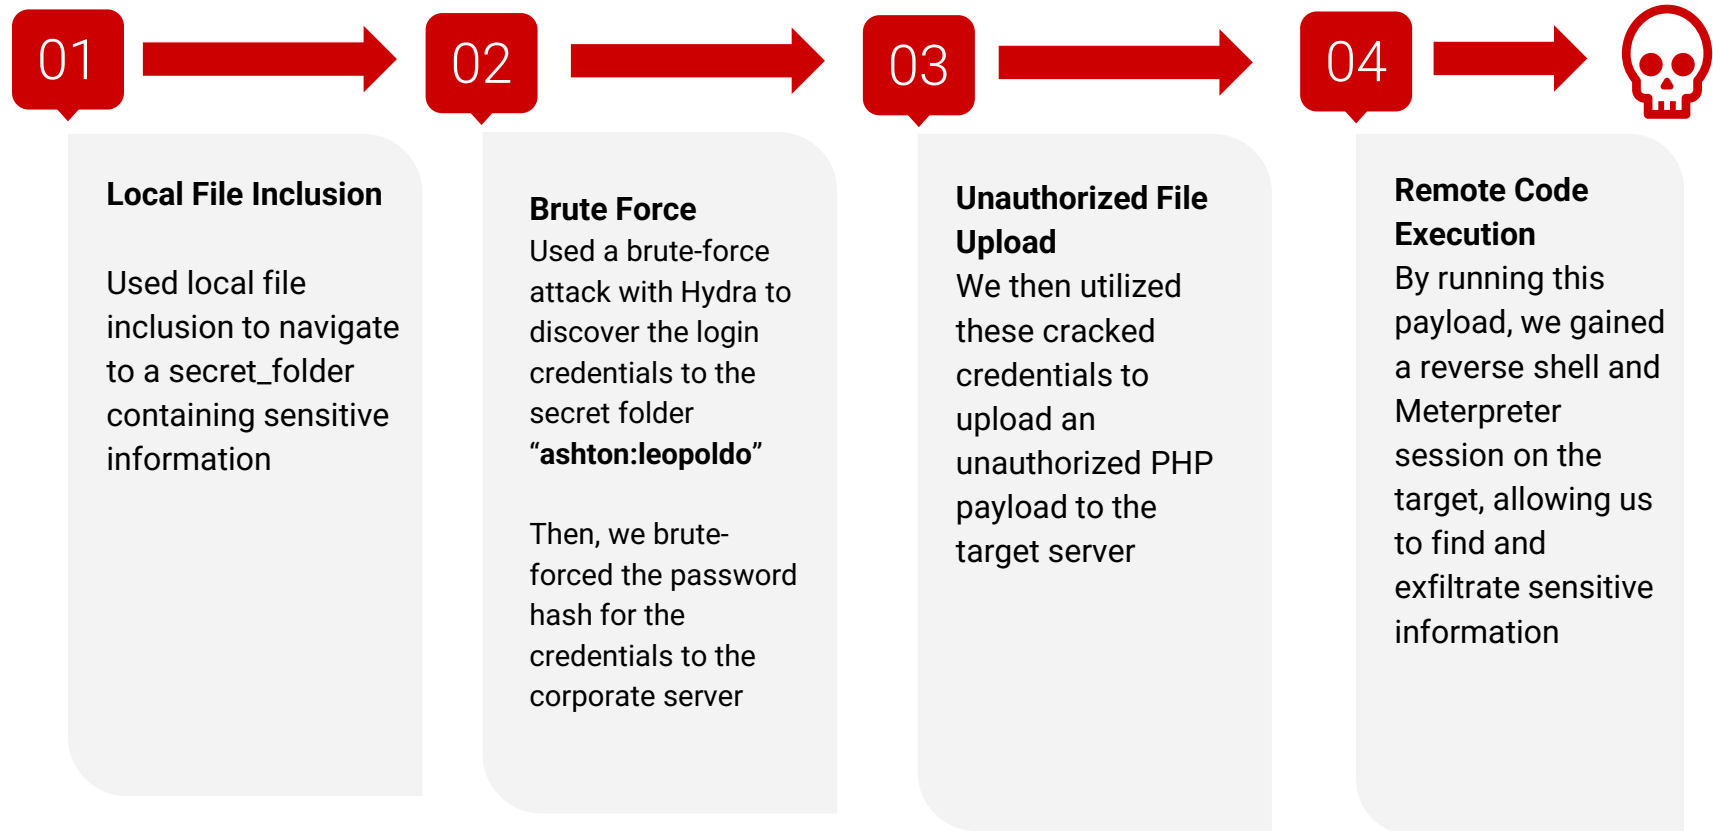 01
Local File Inclusion
Used local file
inclusion to navigate
to a secret_folder
containing sensitive
information
02
Brute Force
Used a brute-force
attack with Hydra to
discover the login
credentials to the
secret folder
“ashton:leopoldo”
Then, we brute-
forced the password
hash for the
credentials to the
corporate server
03
Unauthorized File
Upload
We then utilized
these cracked
credentials to
upload an
unauthorized PHP
payload to the
target server
04
Remote Code
Execution
By running this
payload, we gained
a reverse shell and
Meterpreter
session on the
target, allowing us
to find and
exfiltrate sensitive
information